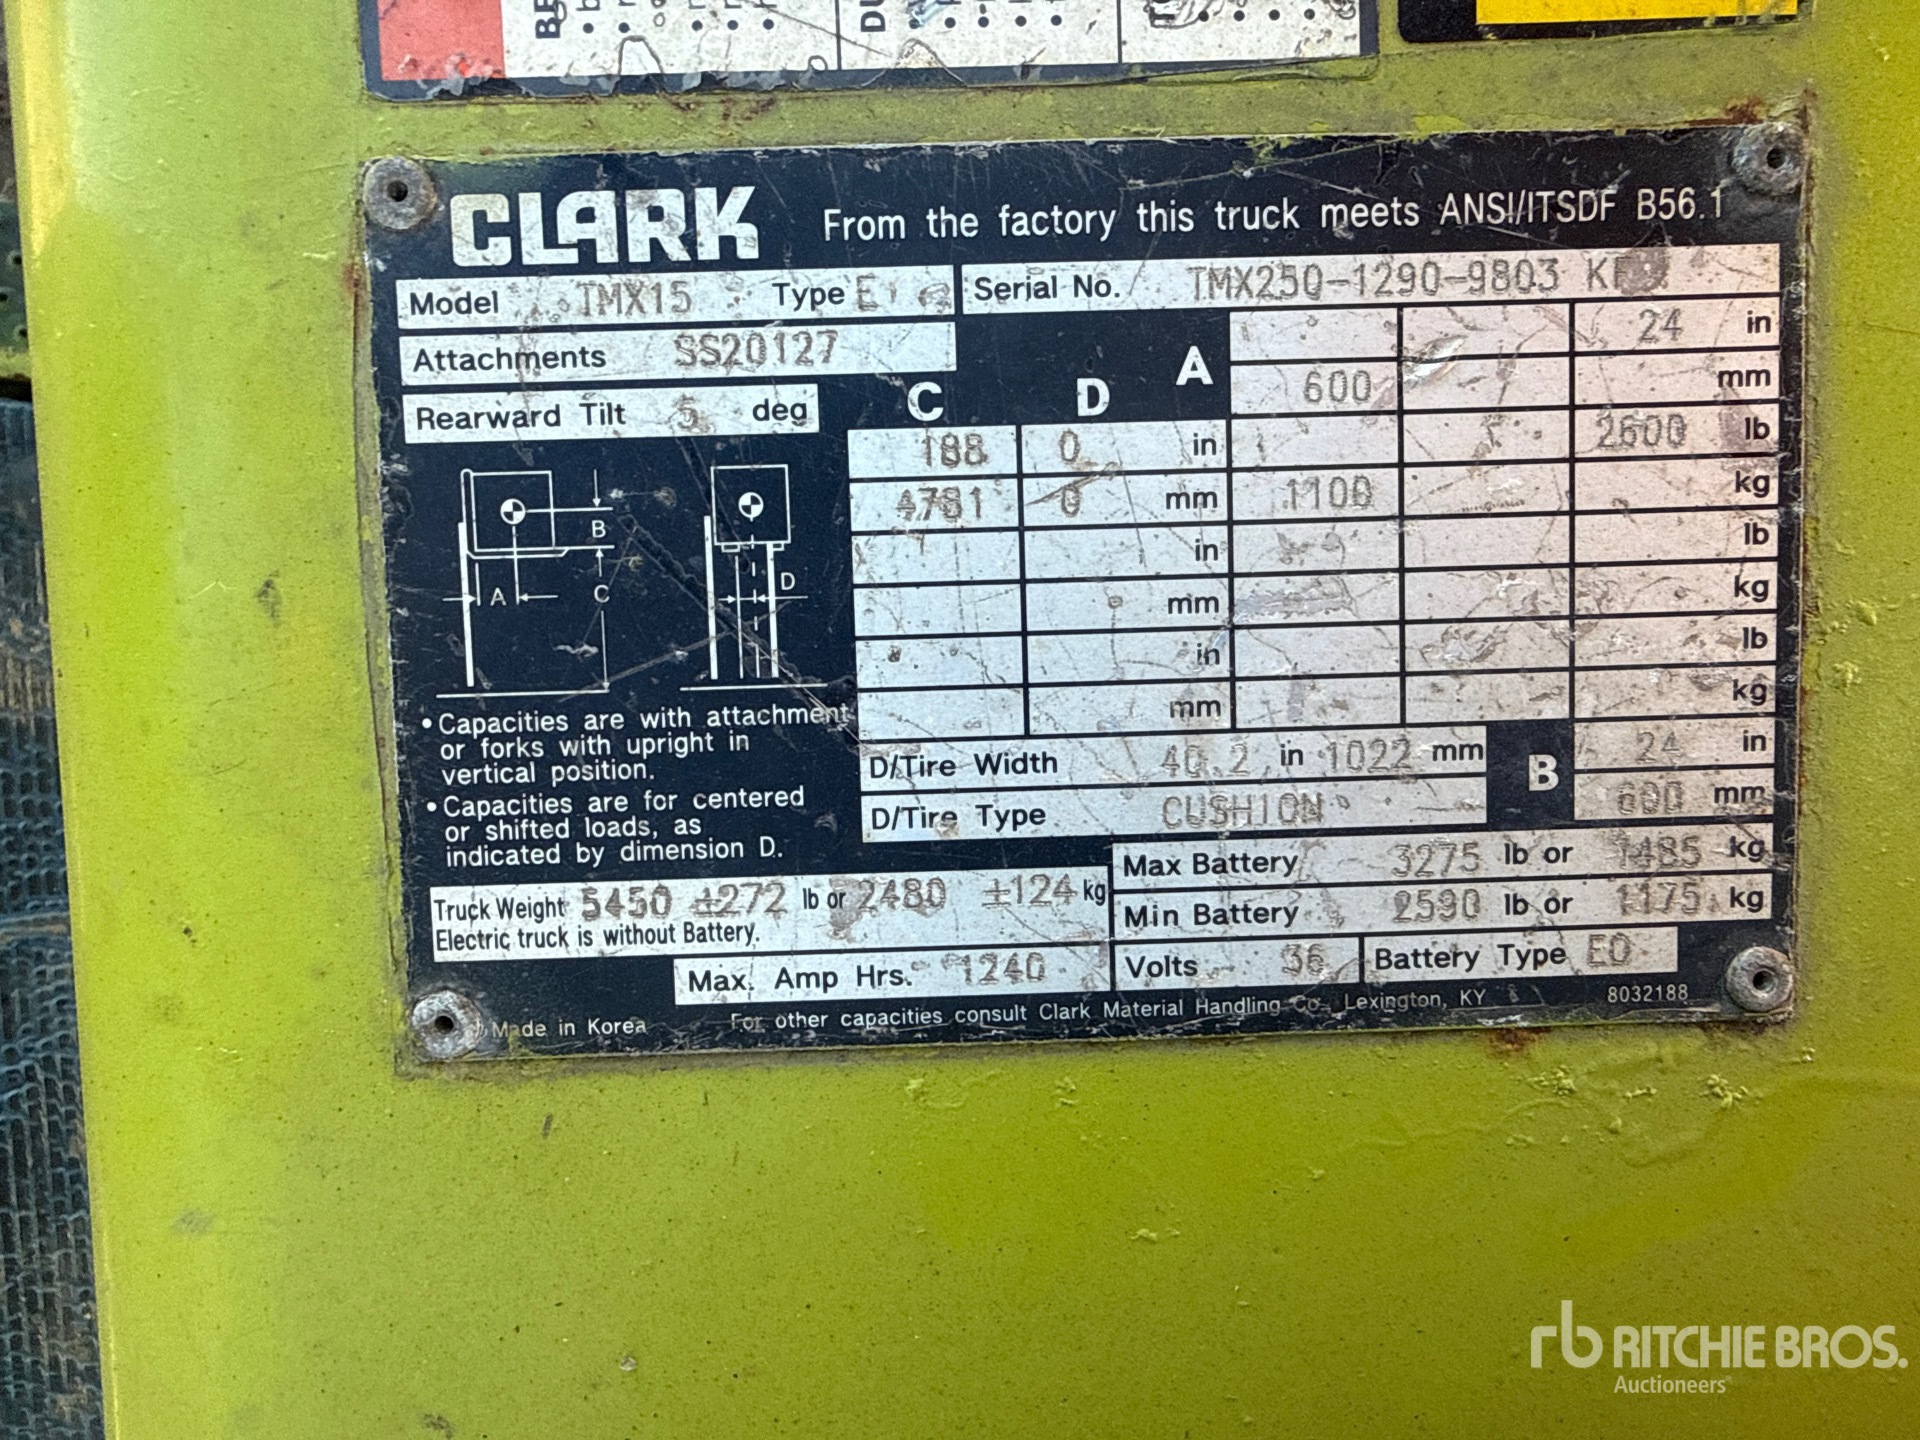 CLARK From the factory this truck meets ANSI/ITSDF B56.1
Model TMX15 Type E Serial No. TMX250-1290-9803
Attachments SS20127
Rearward Tilt 5 deg
C D A
24 in
600 mm
188 0 in 2600 lb
4781 0 mm 1100 kg
in lb
mm kg
in lb
mm kg
A B C D
• Capacities are with attachment
or forks with upright in
vertical position.
• Capacities are for centered
or shifted loads, as
indicated by dimension D.
D/Tire Width 40.2 in 1022 mm
D/Tire Type CUSHION
B 24 in
600 mm
Truck Weight 5450 ±272 lb or 2480 ±124 kg
Electric truck is without Battery.
Max Battery 3275 lb or 1485 kg
Min Battery 2590 lb or 1175 kg
Max. Amp Hrs. 1240 Volts 36 Battery Type EO
Made in Korea For other capacities consult Clark Material Handling Co., Lexington, KY 8032188
rb RITCHIE BROS.
Auctioneers